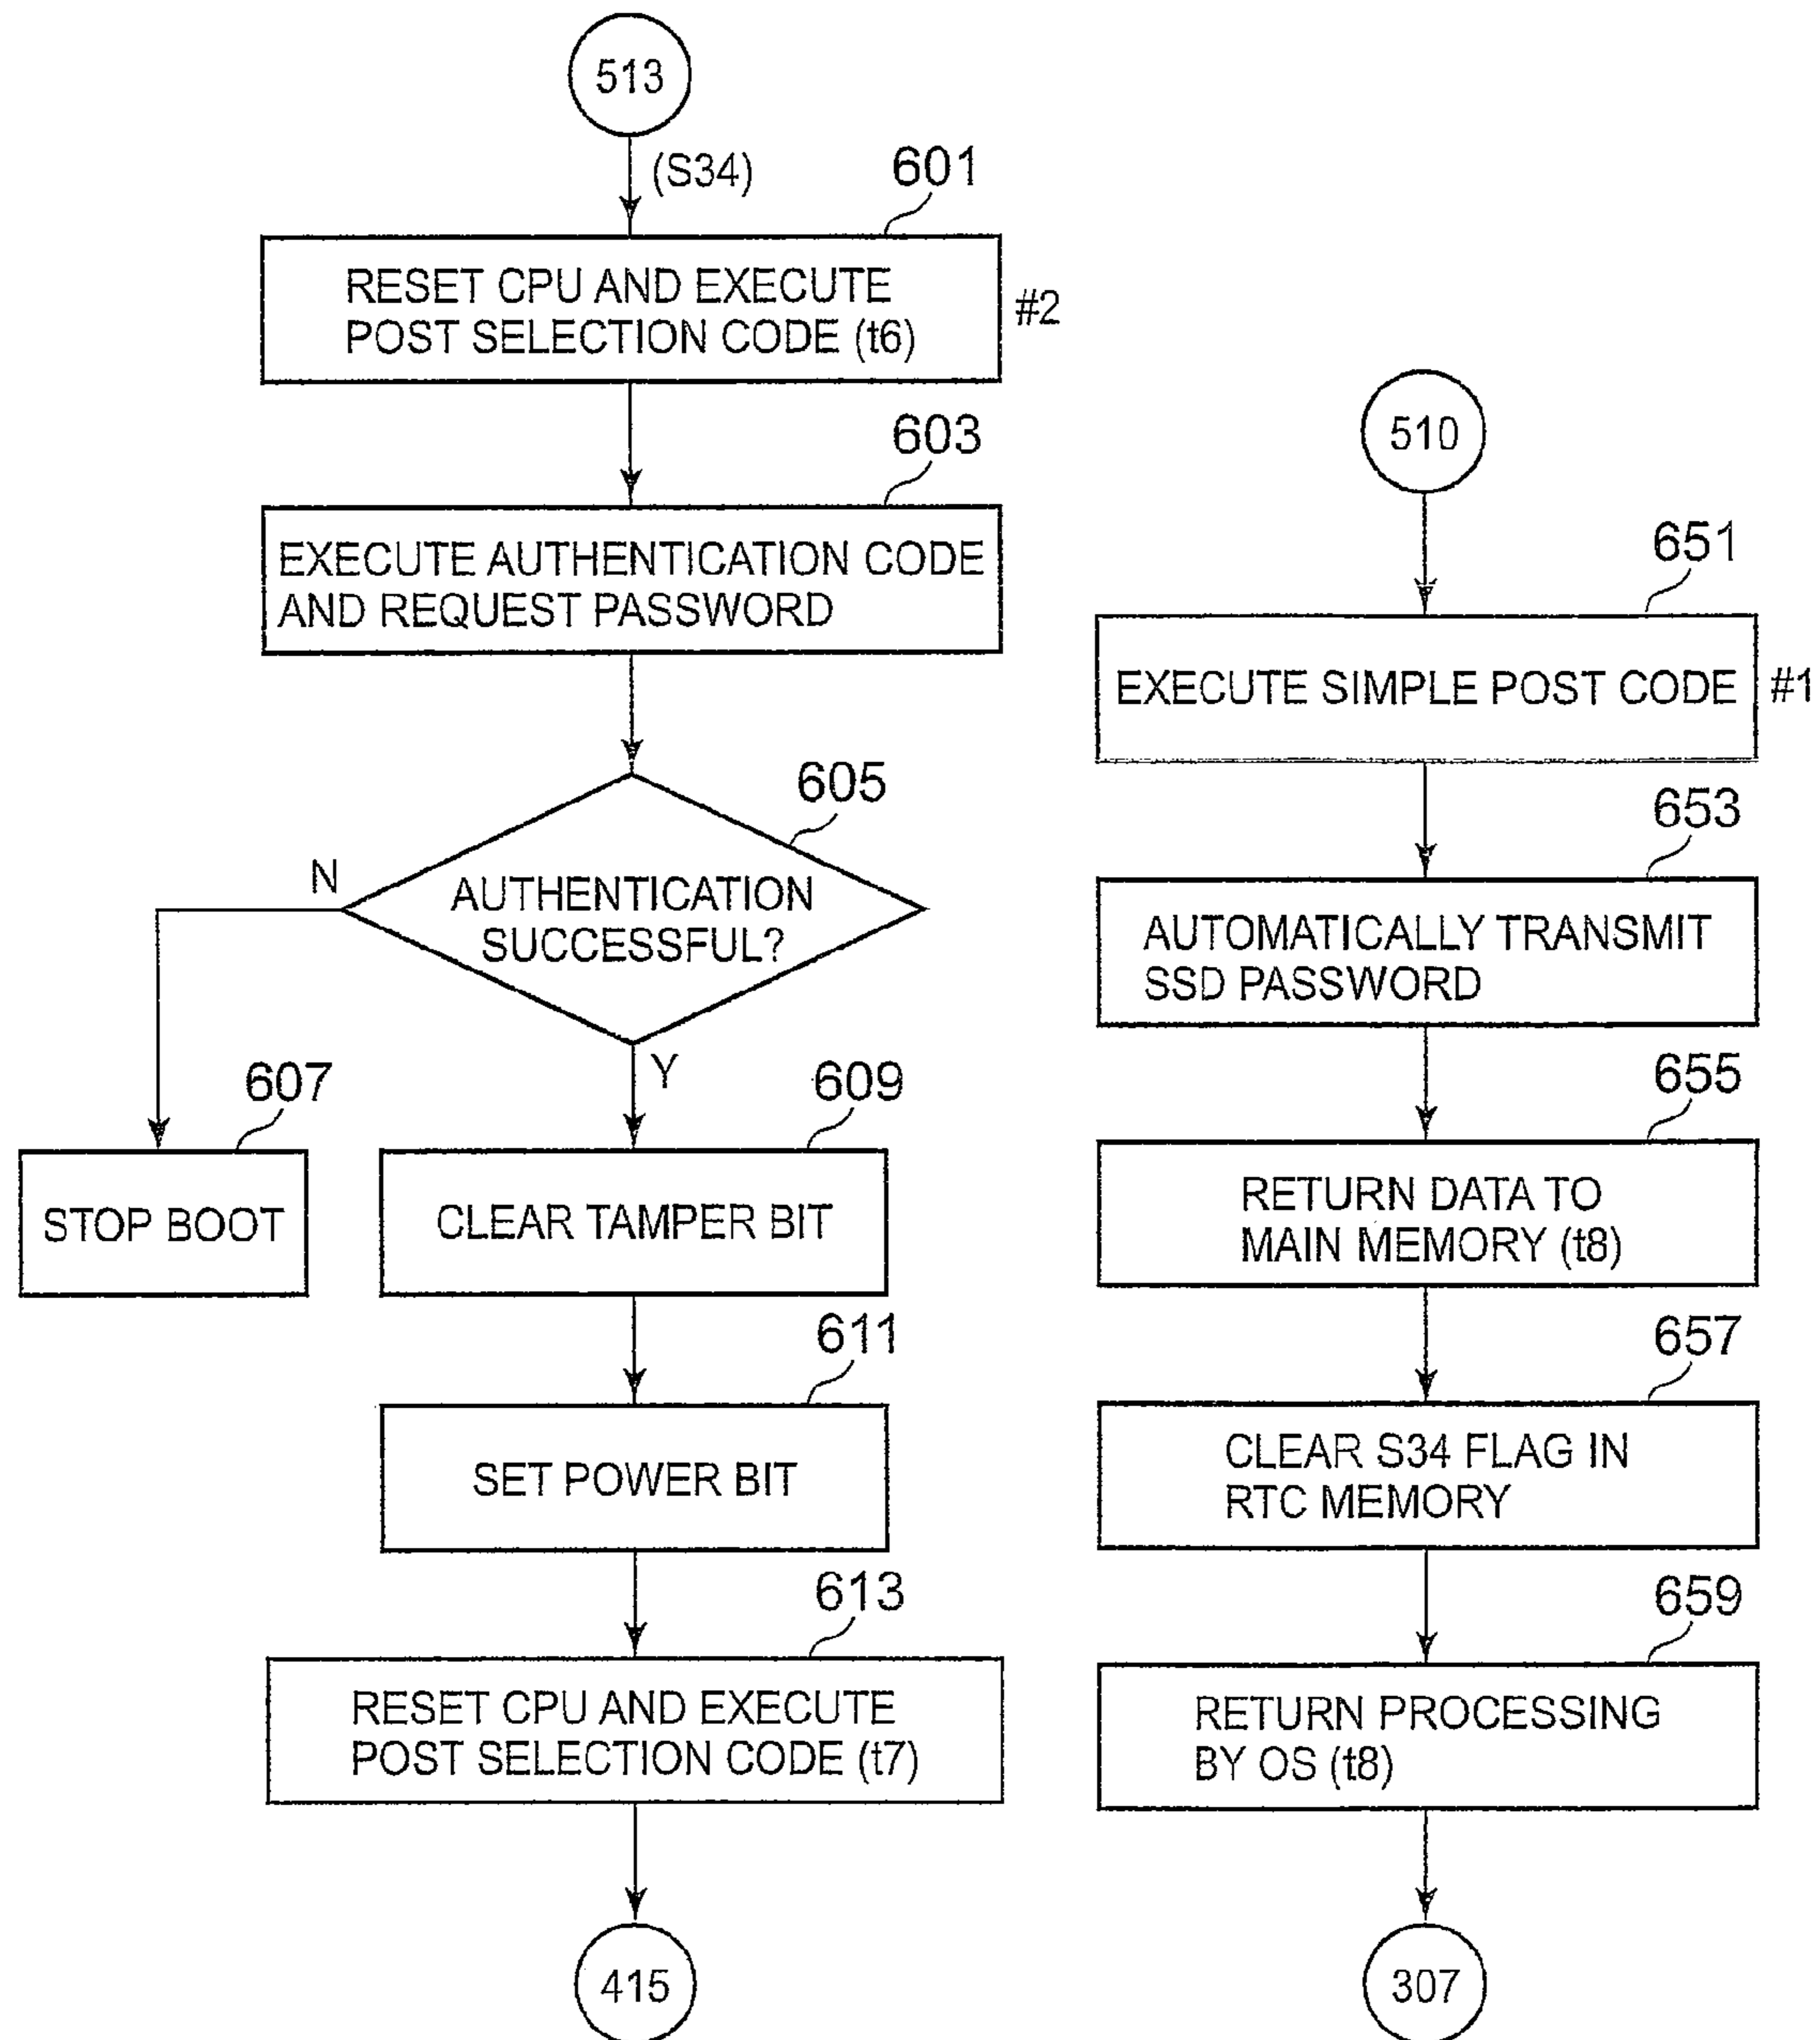 513
(S34)
601
RESET CPU AND EXECUTE
POST SELECTION CODE (t6)
#2
603
EXECUTE AUTHENTICATION CODE
AND REQUEST PASSWORD
605
AUTHENTICATION
SUCCESSFUL?
N
Y
607
STOP BOOT
609
CLEAR TAMPER BIT
611
SET POWER BIT
613
RESET CPU AND EXECUTE
POST SELECTION CODE (t7)
415
510
651
EXECUTE SIMPLE POST CODE
#1
653
AUTOMATICALLY TRANSMIT
SSD PASSWORD
655
RETURN DATA TO
MAIN MEMORY (t8)
657
CLEAR S34 FLAG IN
RTC MEMORY
659
RETURN PROCESSING
BY OS (t8)
307